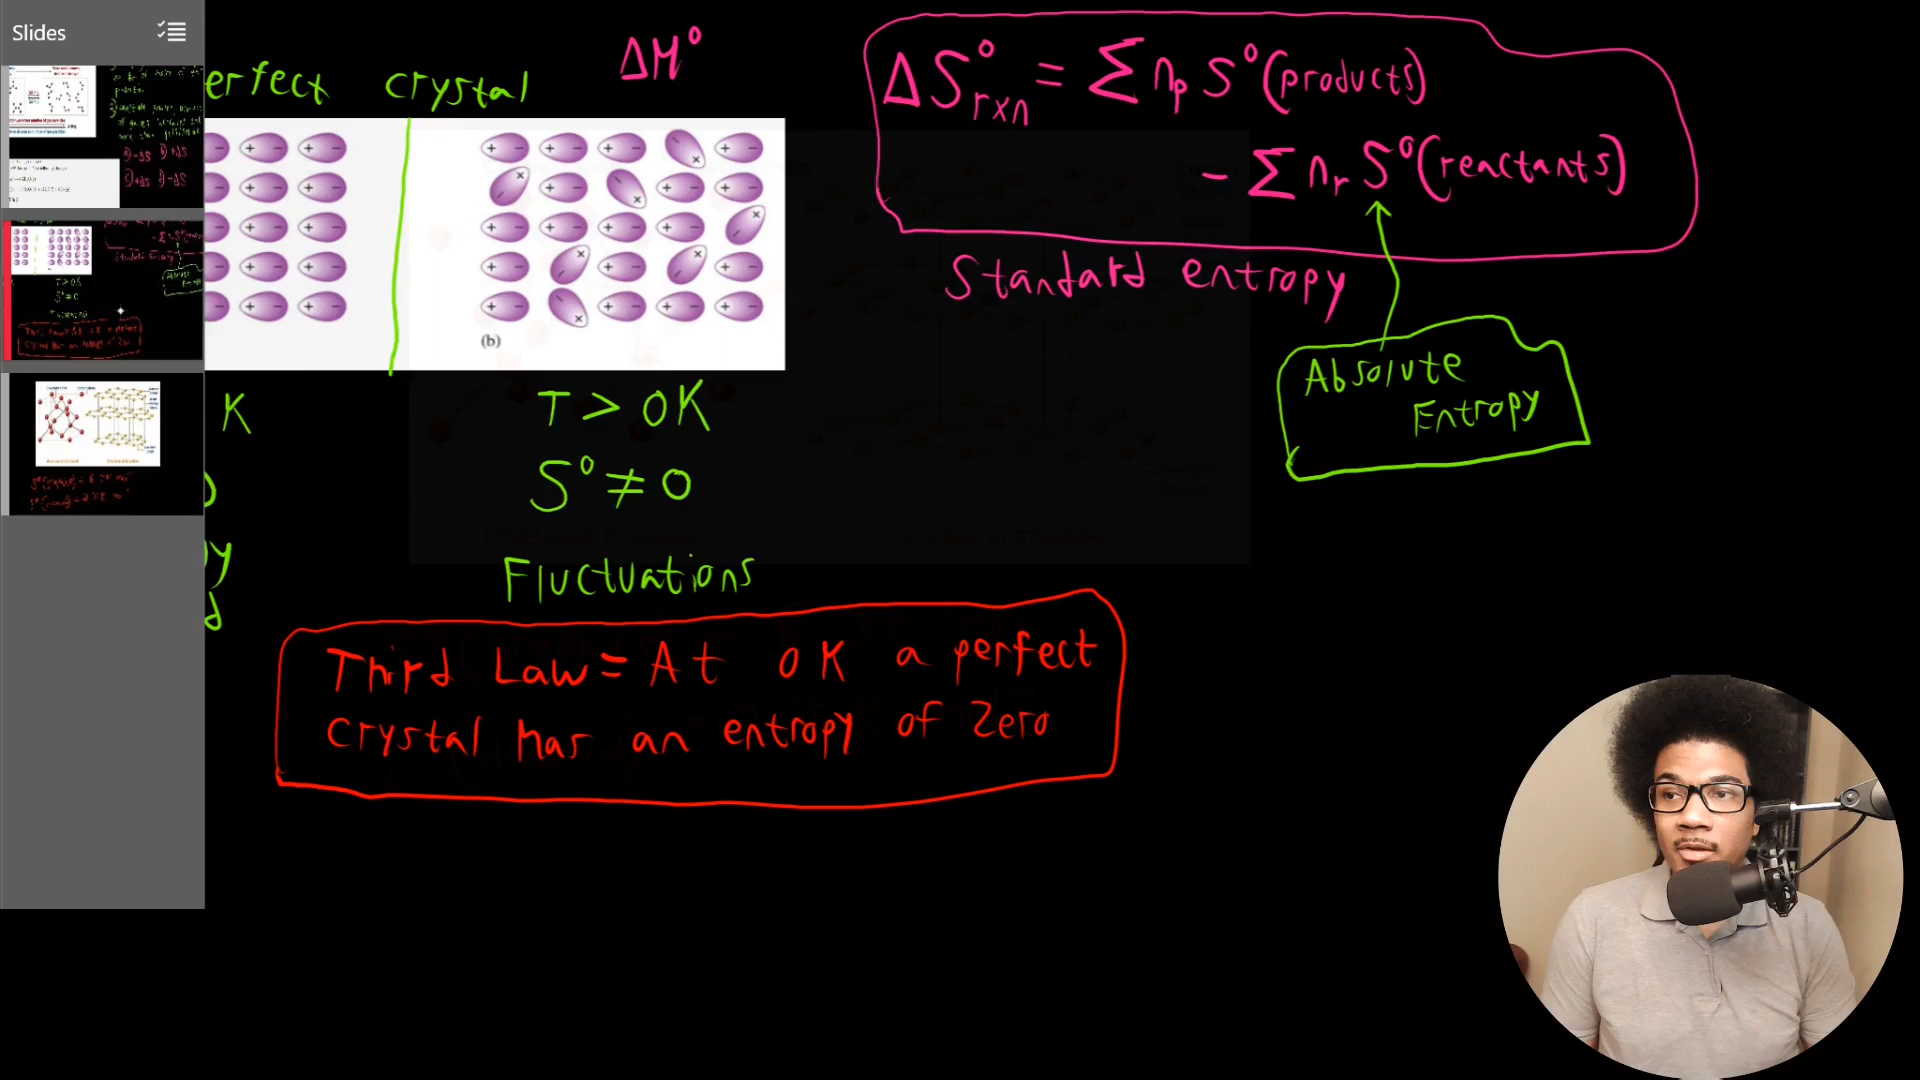 Slides
erfect crystal
ΔH°
ΔS°rxn = Σ np S°(products)
- Σ nr S°(reactants)
Standard entropy
Absolute
Entropy
(b)
K
T > 0K
S° ≠ 0
y
d
Fluctuations
Third Law = At 0 K a perfect
crystal has an entropy of Zero